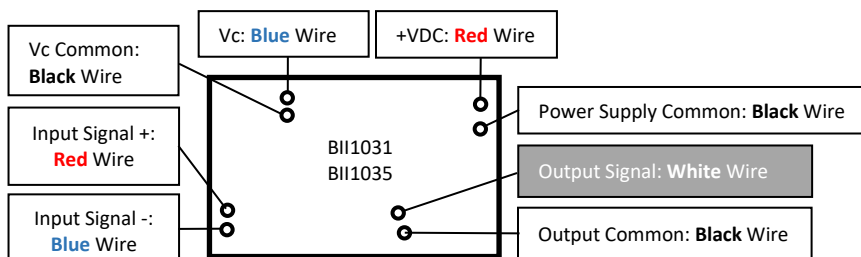 Vc Common:
Black Wire
Vc: Blue Wire
+VDC: Red Wire
Input Signal +:
Red Wire
Input Signal -:
Blue Wire
BII1031
BII1035
Power Supply Common: Black Wire
Output Signal: White Wire
Output Common: Black Wire